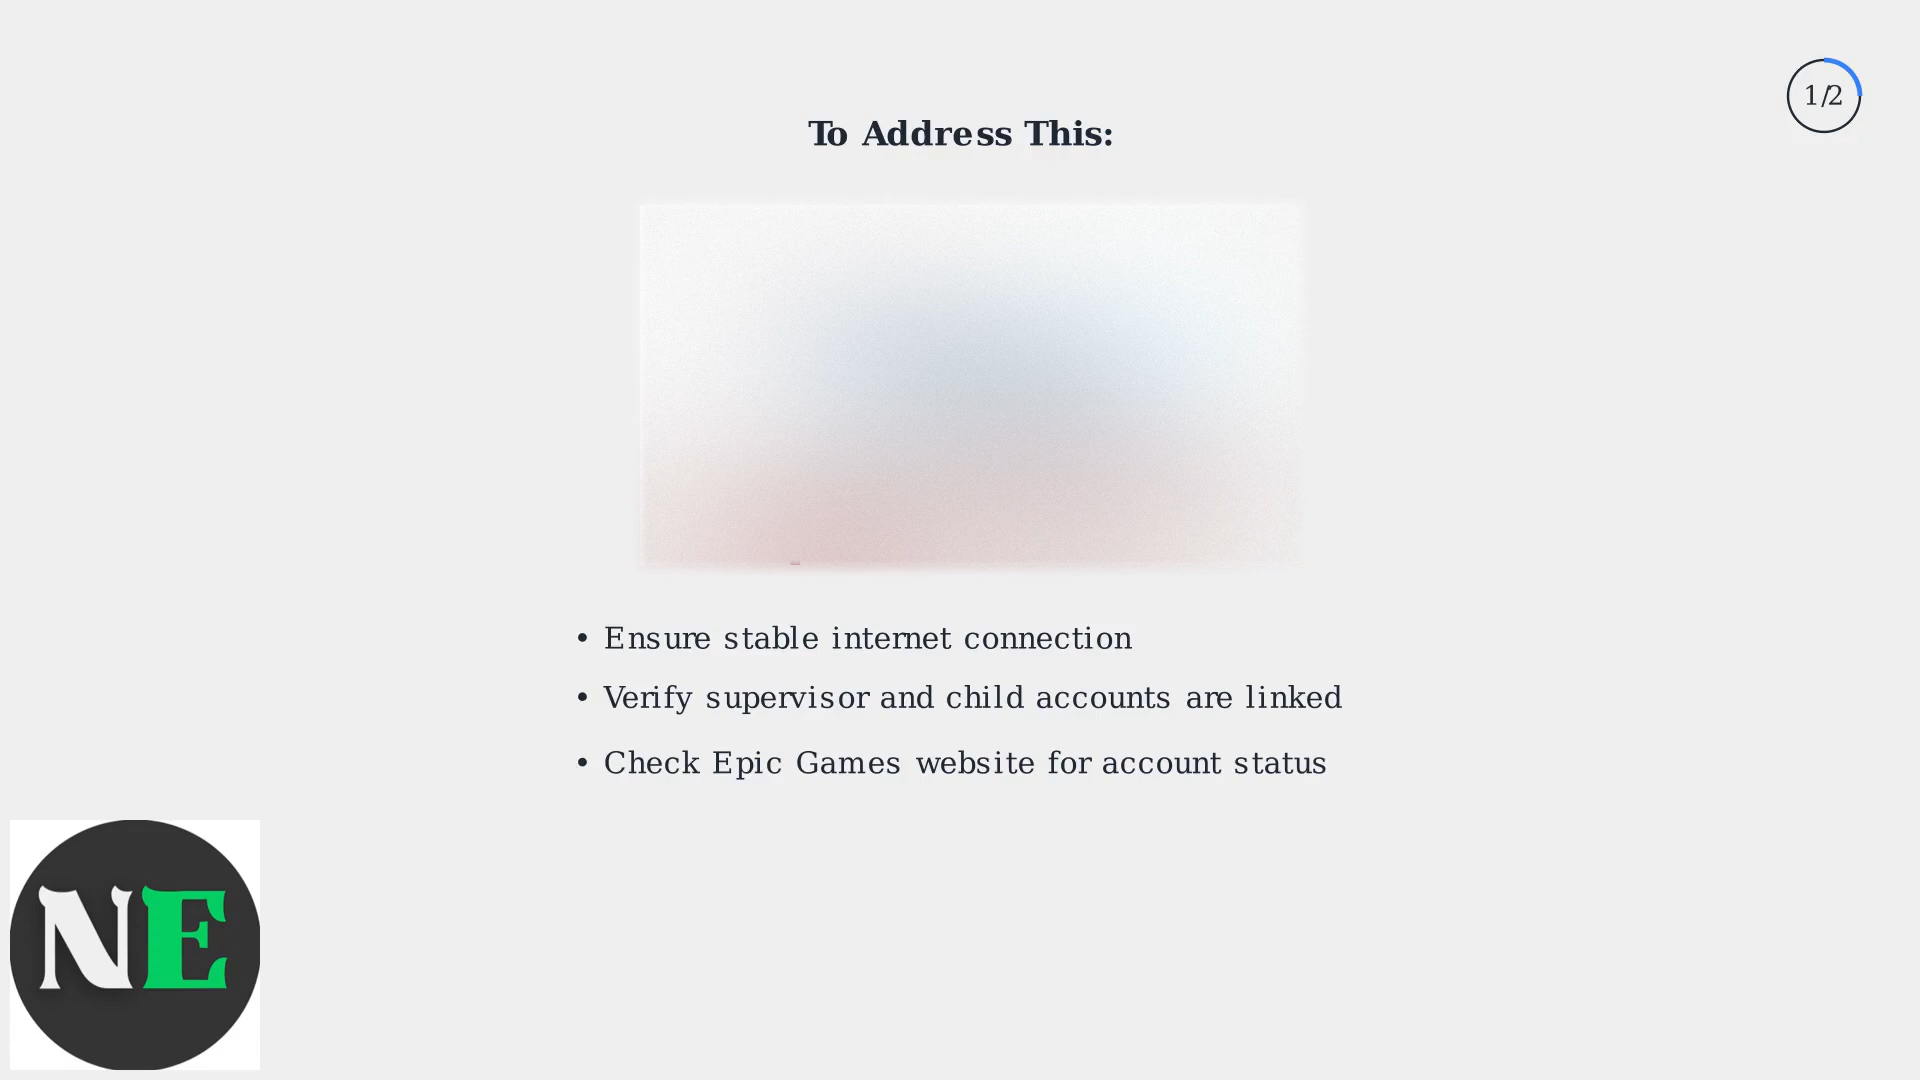 1/2
To Address This:
• Ensure stable internet connection
• Verify supervisor and child accounts are linked
• Check Epic Games website for account status
NE